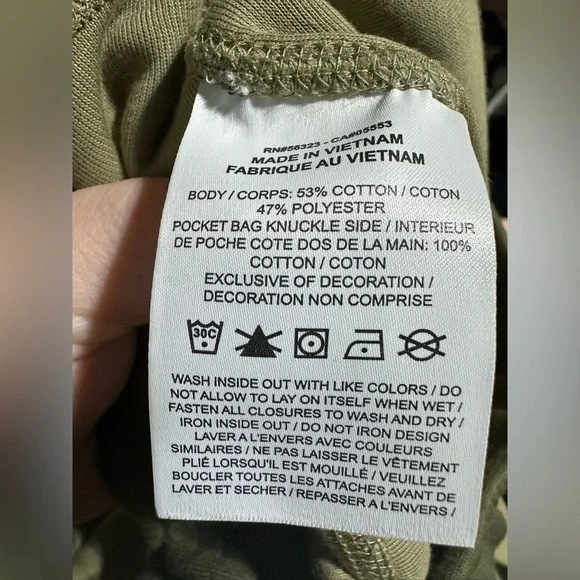 RN#56323 - CA#05553
MADE IN VIETNAM
FABRIQUE AU VIETNAM
BODY / CORPS: 53% COTTON / COTON
47% POLYESTER
POCKET BAG KNUCKLE SIDE / INTERIEUR
DE POCHE COTE DOS DE LA MAIN: 100%
COTTON / COTON
EXCLUSIVE OF DECORATION /
DECORATION NON COMPRISE
30C
WASH INSIDE OUT WITH LIKE COLORS / DO
NOT ALLOW TO LAY ON ITSELF WHEN WET /
FASTEN ALL CLOSURES TO WASH AND DRY /
IRON INSIDE OUT / DO NOT IRON DESIGN
LAVER A L'ENVERS AVEC COULEURS
SIMILAIRES / NE PAS LAISSER LE VÊTEMENT
PLIÉ LORSQU'IL EST MOUILLÉ / VEUILLEZ
BOUCLER TOUTES LES ATTACHES AVANT DE
LAVER ET SECHER / REPASSER A L'ENVERS /